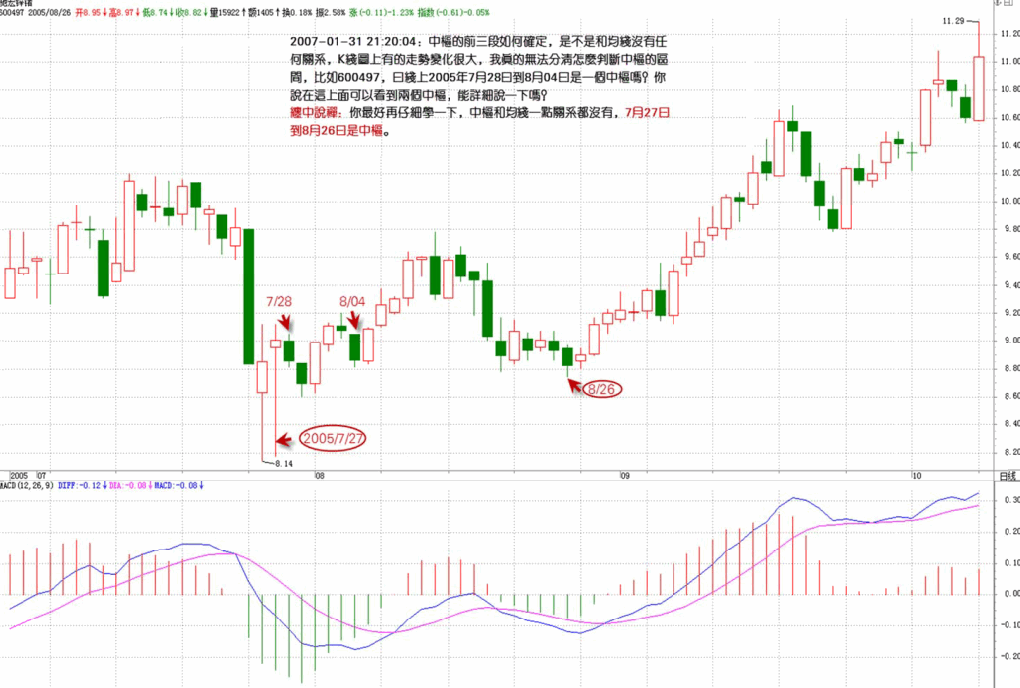 驰宏锌锗
600497 2005/08/26 开8.95↓高8.97↓低8.74↓收8.82↓量15922↑额1405↑换0.18% 振2.58% 涨(-0.11)-1.23% 指数(-0.61)-0.05%
11.29
2007-01-31 21:20:04：中樞的前三段如何確定，是不是和均綫沒有任
何關系，K綫圖上有的走勢變化很大，我真的無法分清怎麼判斷中樞的區
間，比如600497，日綫上2005年7月28日到8月04日是一個中樞嗎？你
說在這上面可以看到兩個中樞，能詳細說一下嗎？
纏中說禪：你最好再仔細學一下，中樞和均綫一點關系都沒有，7月27日
到8月26日是中樞。
11.20
11.00
10.80
10.60
10.40
10.20
10.00
9.80
9.60
9.40
9.20
9.00
8.80
8.60
8.40
8.20
7/28
8/04
8/26
2005/7/27
8.14
2005 07 08 09 10 日线
MACD(12,26,9) DIFF:-0.12↓ DEA:-0.08↓ MACD:-0.08↓
0.30
0.20
0.10
0.00
-0.10
-0.20